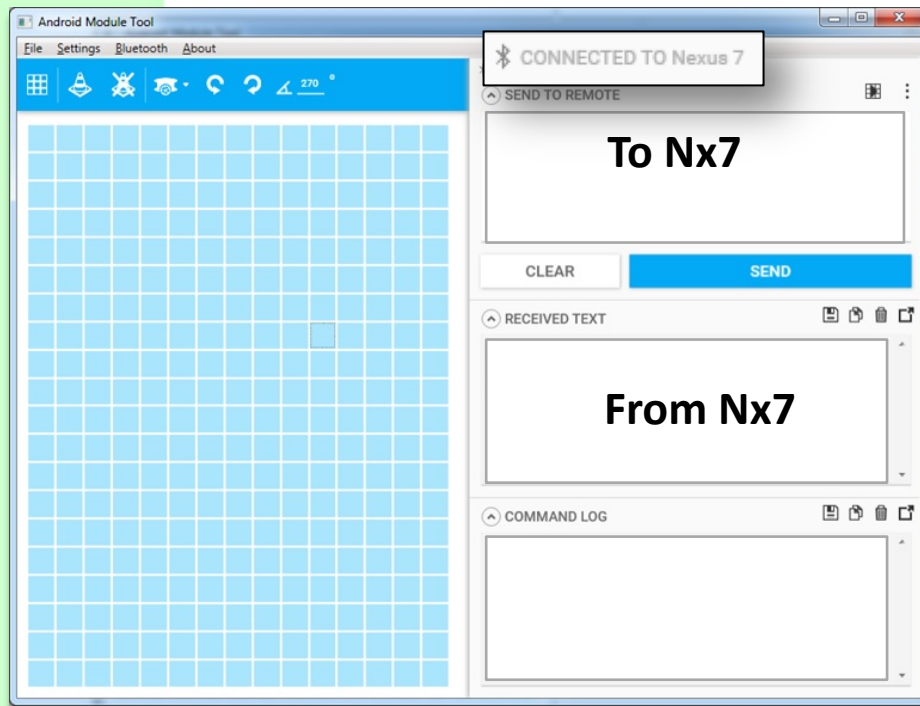 Android Module Tool
File Settings Bluetooth About
270 °
CONNECTED TO Nexus 7
SEND TO REMOTE
To Nx7
CLEAR SEND
RECEIVED TEXT
From Nx7
COMMAND LOG